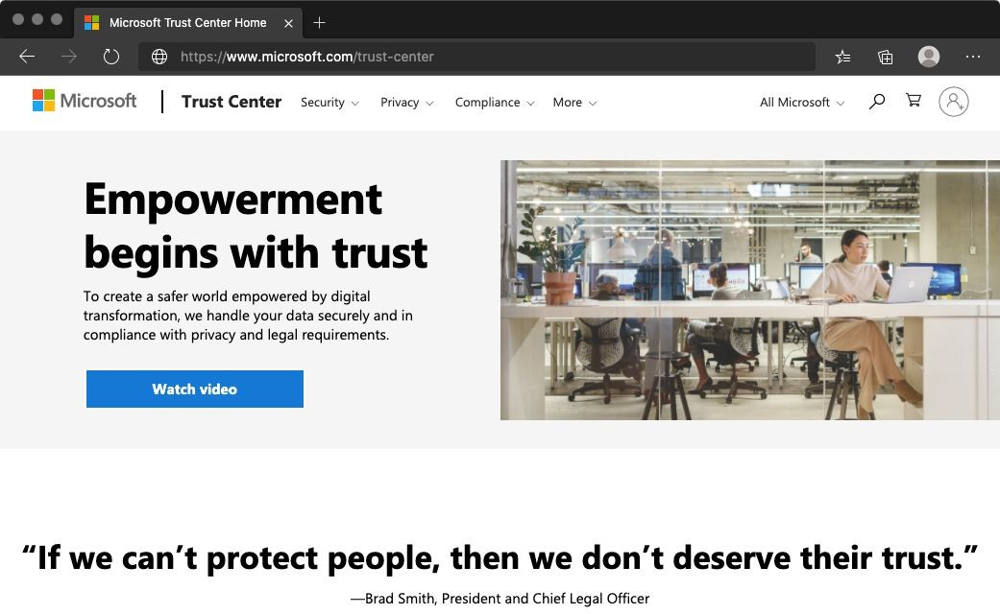 Microsoft Trust Center Home
https://www.microsoft.com/trust-center
Microsoft Trust Center Security Privacy Compliance More All Microsoft
Empowerment
begins with trust
To create a safer world empowered by digital
transformation, we handle your data securely and in
compliance with privacy and legal requirements.
Watch video
“If we can’t protect people, then we don’t deserve their trust.”
—Brad Smith, President and Chief Legal Officer